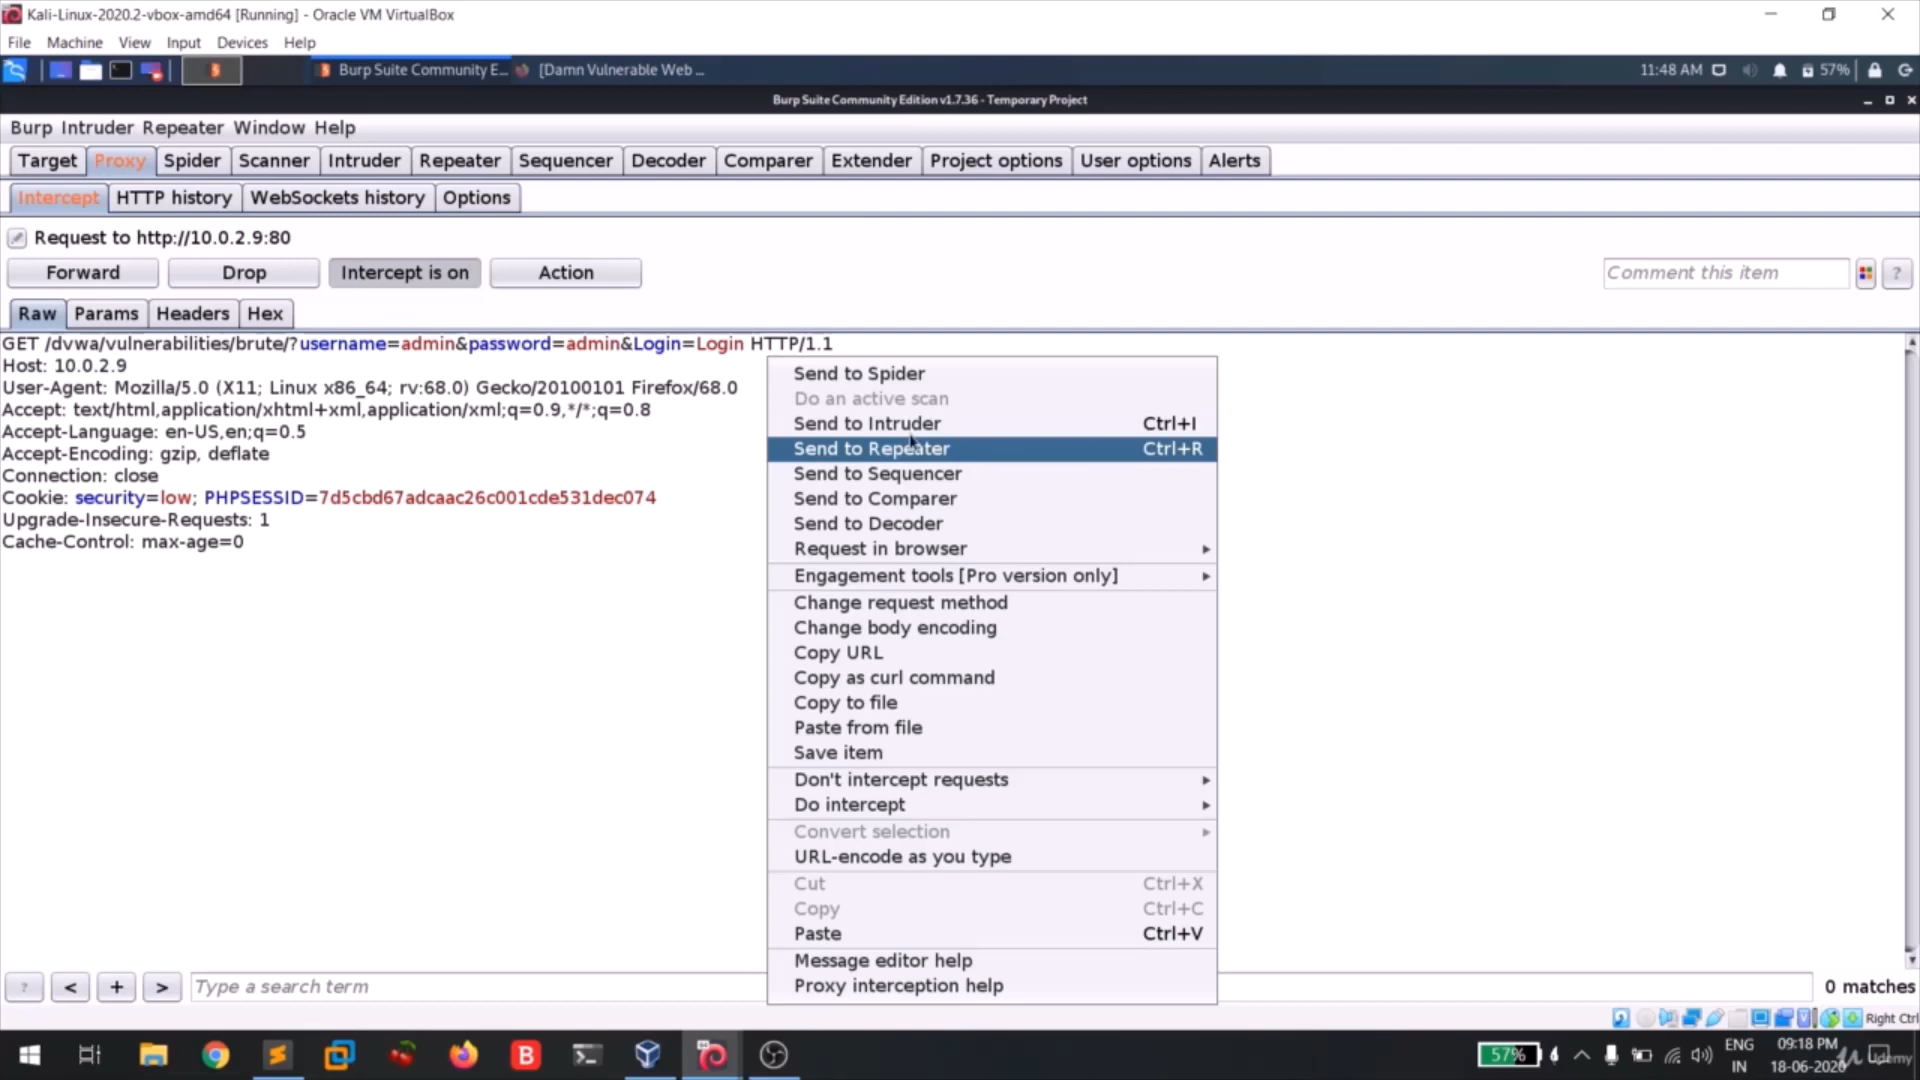 Kali-Linux-2020.2-vbox-amd64 [Running] - Oracle VM VirtualBox
File Machine View Input Devices Help
Burp Suite Community E... [Damn Vulnerable Web ... 11:48 AM 57%
Burp Suite Community Edition v1.7.36 - Temporary Project
Burp Intruder Repeater Window Help
Target Proxy Spider Scanner Intruder Repeater Sequencer Decoder Comparer Extender Project options User options Alerts
Intercept HTTP history WebSockets history Options
Request to http://10.0.2.9:80
Forward Drop Intercept is on Action Comment this item ?
Raw Params Headers Hex
GET /dvwa/vulnerabilities/brute/?username=admin&password=admin&Login=Login HTTP/1.1
Host: 10.0.2.9
User-Agent: Mozilla/5.0 (X11; Linux x86_64; rv:68.0) Gecko/20100101 Firefox/68.0
Accept: text/html,application/xhtml+xml,application/xml;q=0.9,*/*;q=0.8
Accept-Language: en-US,en;q=0.5
Accept-Encoding: gzip, deflate
Connection: close
Cookie: security=low; PHPSESSID=7d5cbd67adcaac26c001cde531dec074
Upgrade-Insecure-Requests: 1
Cache-Control: max-age=0
Send to Spider
Do an active scan
Send to Intruder Ctrl+I
Send to Repeater Ctrl+R
Send to Sequencer
Send to Comparer
Send to Decoder
Request in browser
Engagement tools [Pro version only]
Change request method
Change body encoding
Copy URL
Copy as curl command
Copy to file
Paste from file
Save item
Don't intercept requests
Do intercept
Convert selection
URL-encode as you type
Cut Ctrl+X
Copy Ctrl+C
Paste Ctrl+V
Message editor help
Proxy interception help
? < + > Type a search term 0 matches
Right Ctrl
57% ENG 09:18 PM
IN 18-06-2020
Udemy